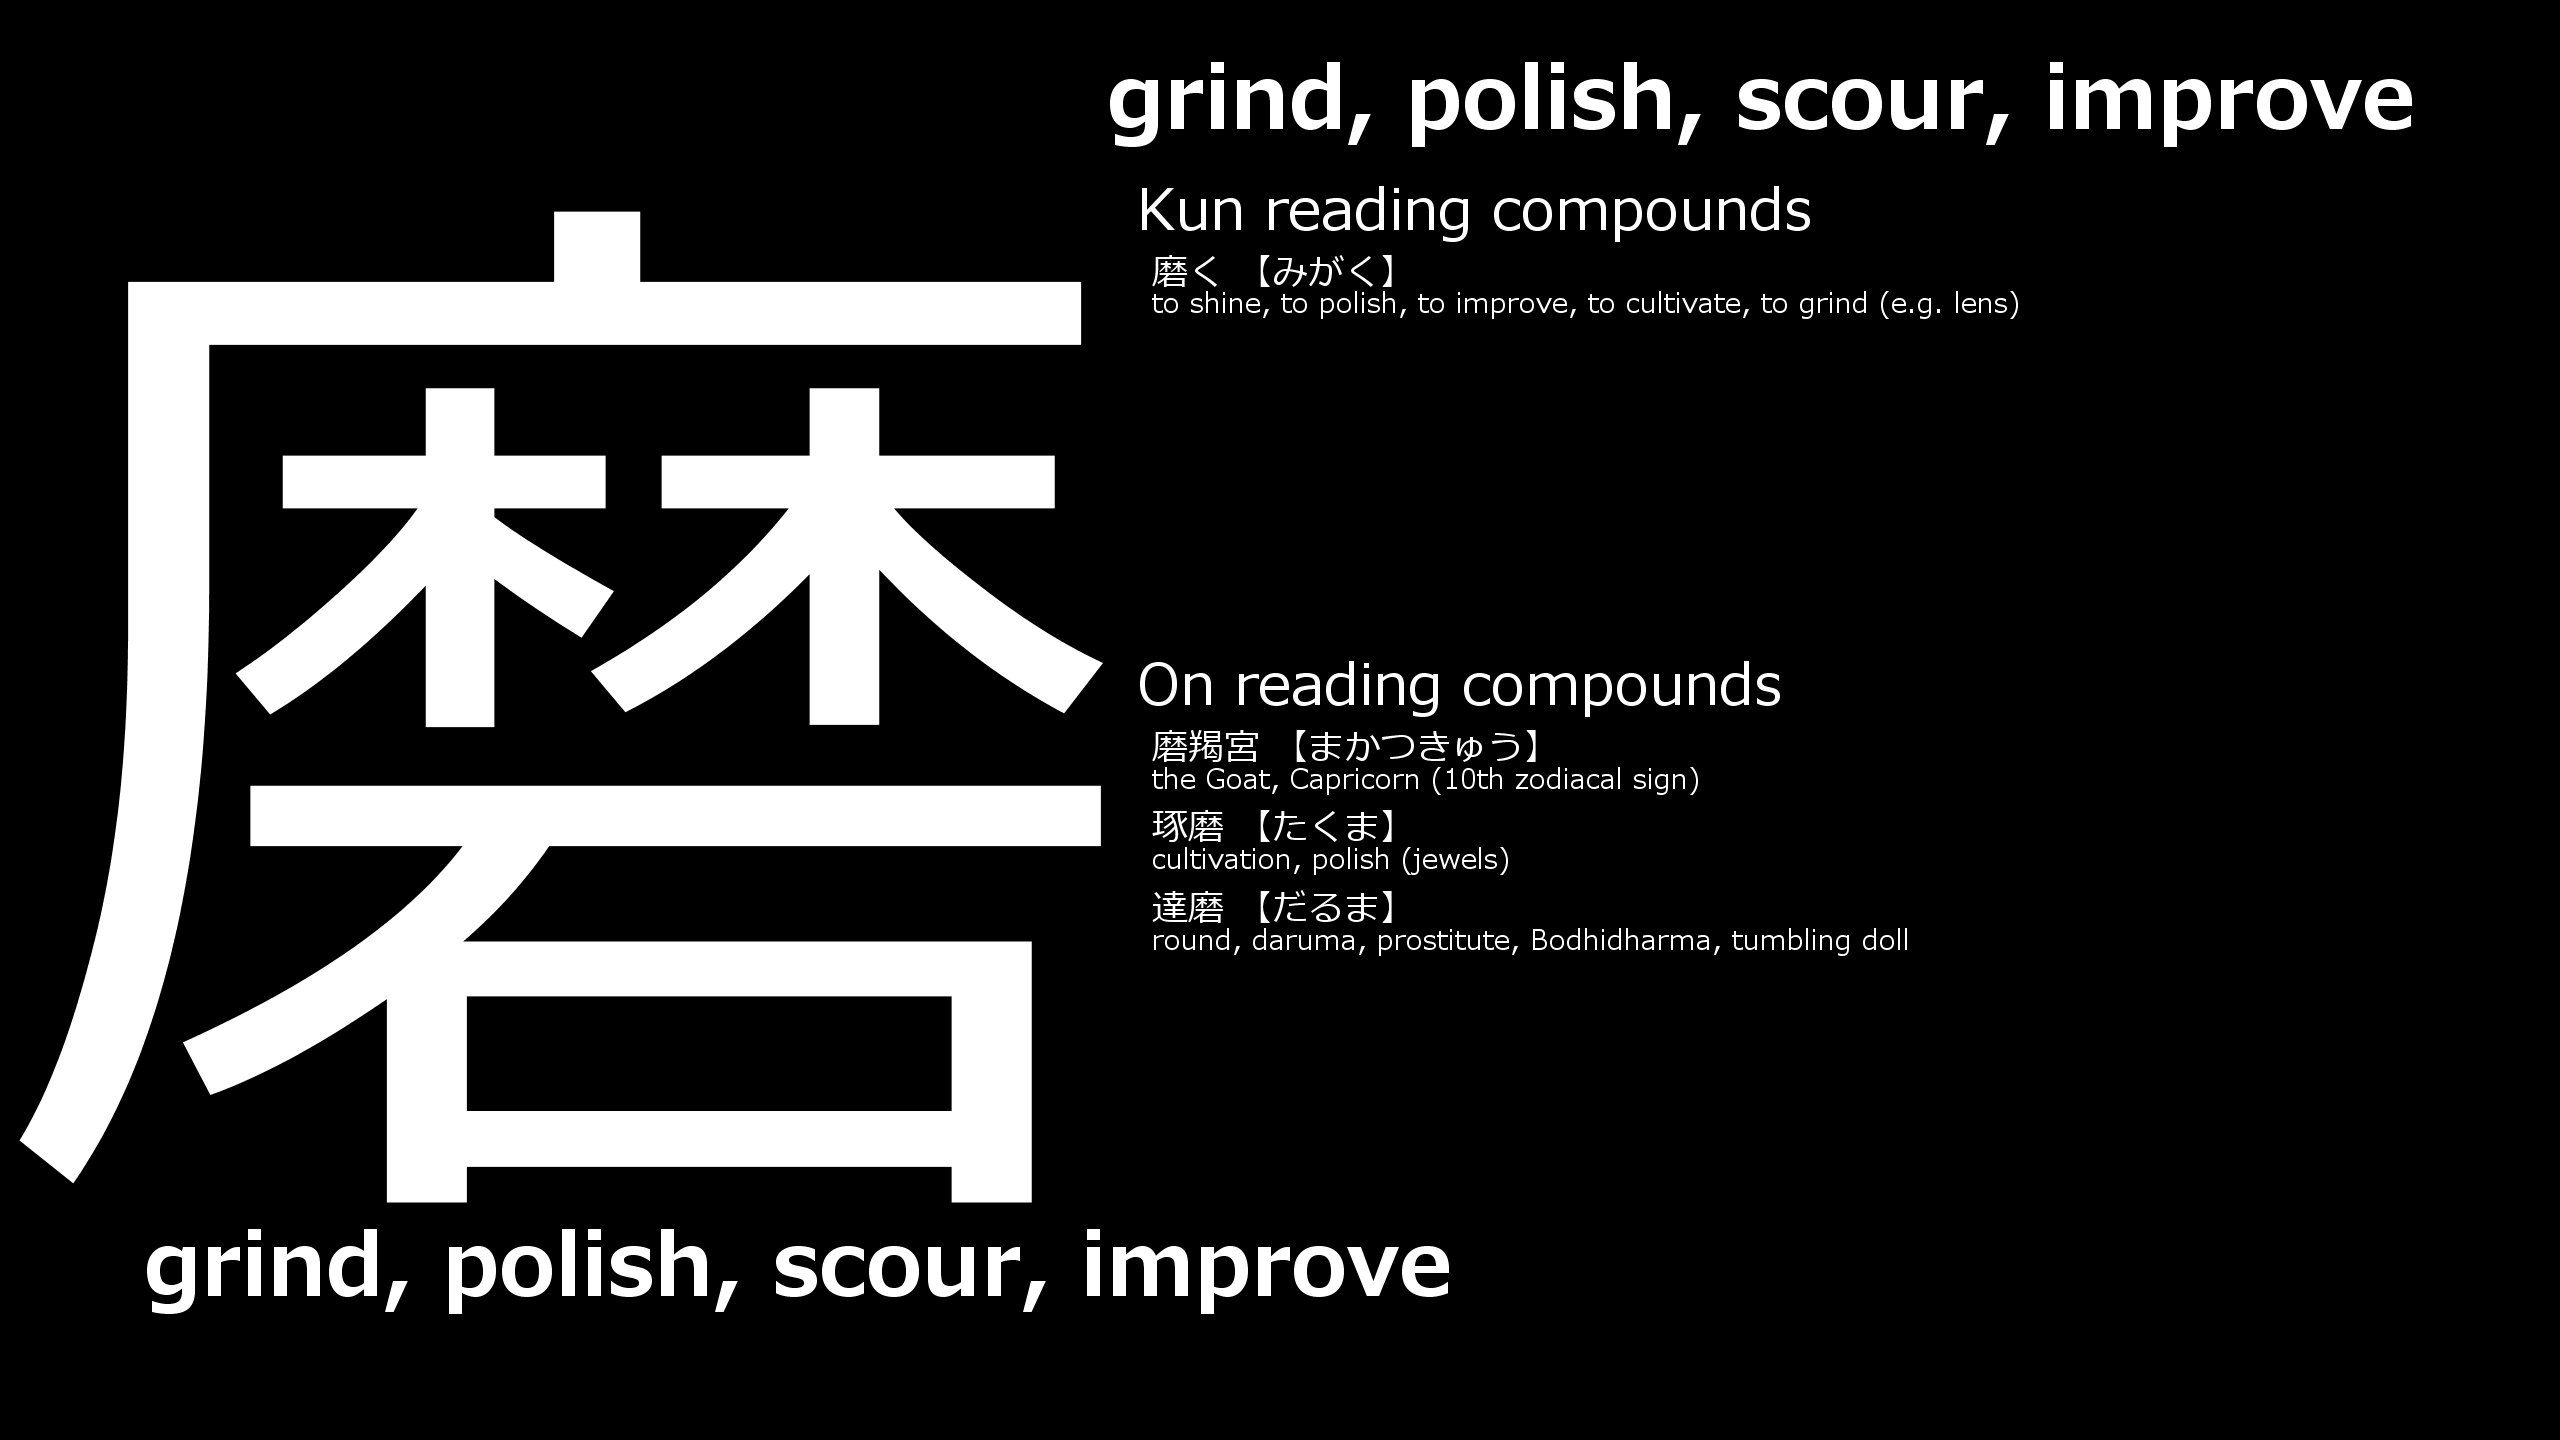 磨
grind, polish, scour, improve
Kun reading compounds
磨く 【みがく】
to shine, to polish, to improve, to cultivate, to grind (e.g. lens)
On reading compounds
磨羯宮 【まかつきゅう】
the Goat, Capricorn (10th zodiacal sign)
琢磨 【たくま】
cultivation, polish (jewels)
達磨 【だるま】
round, daruma, prostitute, Bodhidharma, tumbling doll
grind, polish, scour, improve